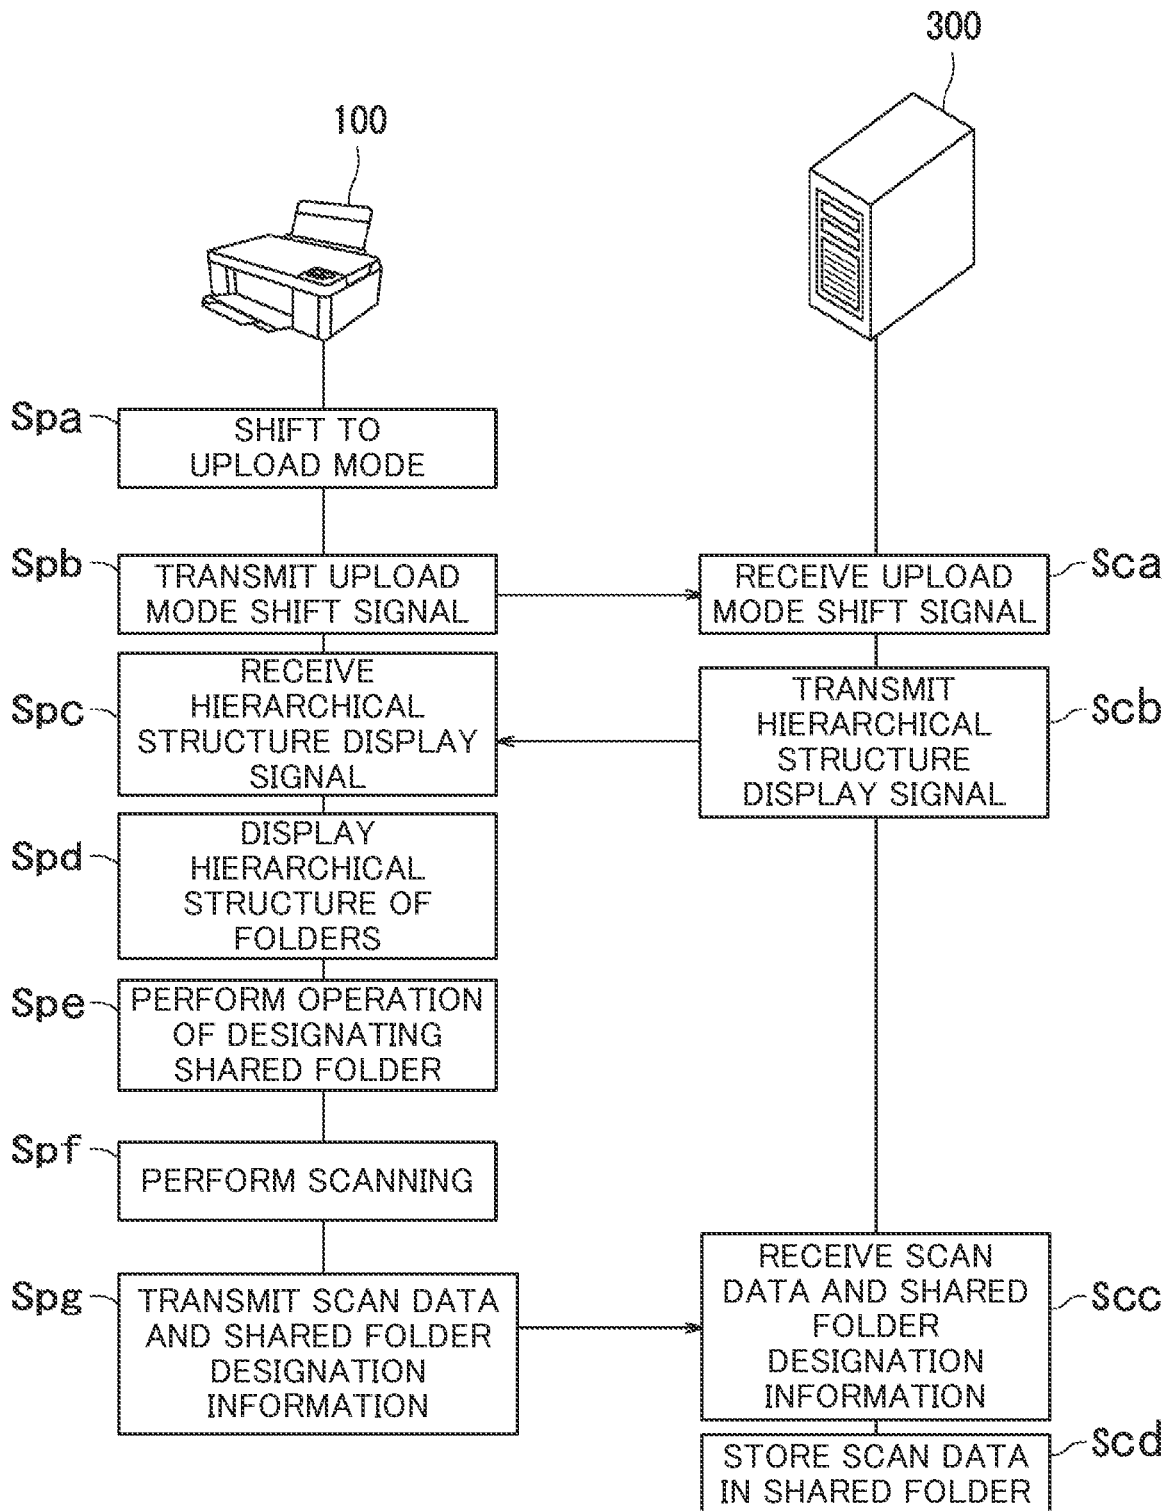 300
100
Spa
SHIFT TO
UPLOAD MODE
Spb
TRANSMIT UPLOAD
MODE SHIFT SIGNAL
RECEIVE UPLOAD
MODE SHIFT SIGNAL
Sca
Spc
RECEIVE
HIERARCHICAL
STRUCTURE DISPLAY
SIGNAL
TRANSMIT
HIERARCHICAL
STRUCTURE
DISPLAY SIGNAL
Scb
Spd
DISPLAY
HIERARCHICAL
STRUCTURE OF
FOLDERS
Spe
PERFORM OPERATION
OF DESIGNATING
SHARED FOLDER
Spf
PERFORM SCANNING
Spg
TRANSMIT SCAN DATA
AND SHARED FOLDER
DESIGNATION
INFORMATION
RECEIVE SCAN
DATA AND SHARED
FOLDER
DESIGNATION
INFORMATION
Scc
STORE SCAN DATA
IN SHARED FOLDER
Scd